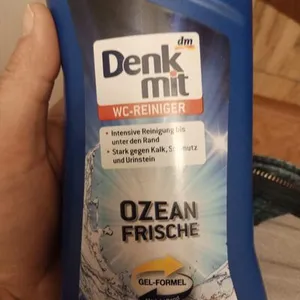 dm
Denk
mit
WC-REINIGER
• Intensive Reinigung bis
unter den Rand
• Stark gegen Kalk, Schmutz
und Urinstein
OZEAN
FRISCHE
GEL-FORMEL